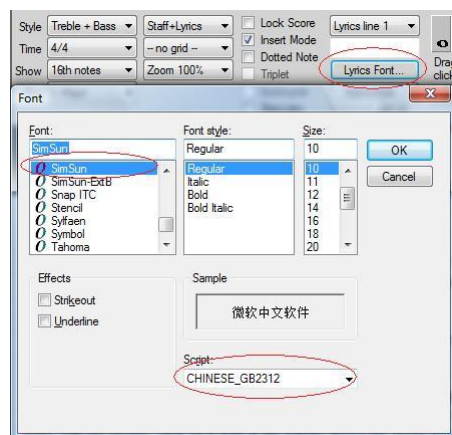 Style Treble + Bass Staff+Lyrics Lock Score Lyrics line 1
Time 4/4 -- no grid -- Insert Mode
Dotted Note
Show 16th notes Zoom 100% Triplet Lyrics Font...
Font
Font: Font style: Size:
SimSun Regular 10 OK
SimSun Regular 10 Cancel
SimSun-ExtB Italic 11
Snap ITC Bold 12
Stencil Bold Italic 14
Sylfaen 16
Symbol 18
Tahoma 20
Effects Sample
Strikeout
Underline
微软中文软件
Script:
CHINESE_GB2312